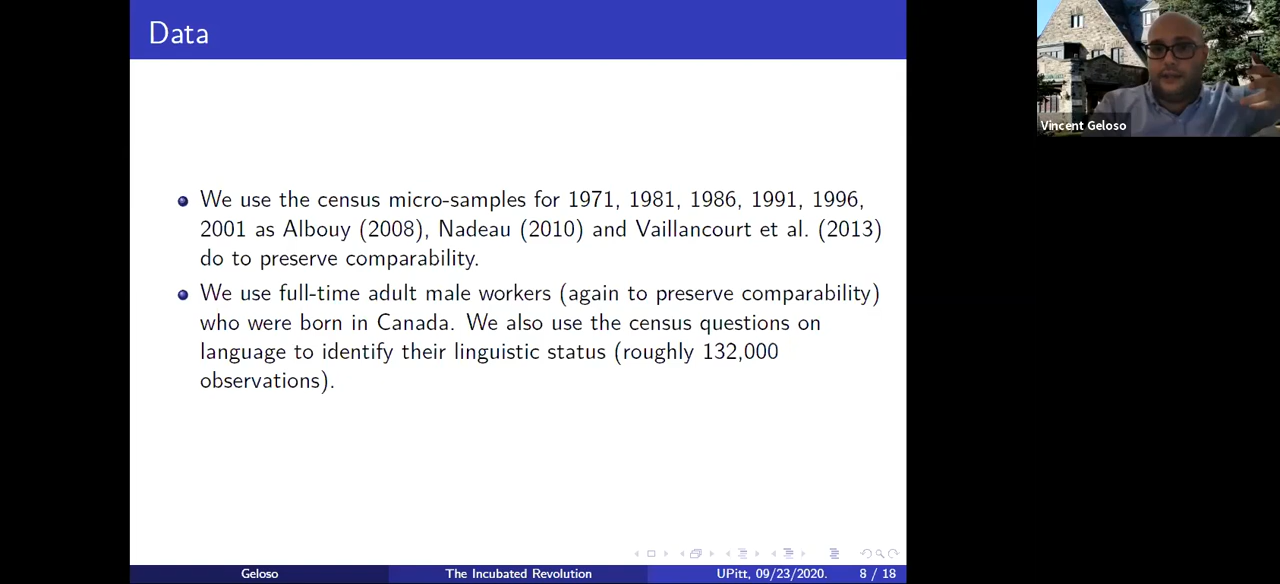 Data
Vincent Geloso
We use the census micro-samples for 1971, 1981, 1986, 1991, 1996,
2001 as Albouy (2008), Nadeau (2010) and Vaillancourt et al. (2013)
do to preserve comparability.
We use full-time adult male workers (again to preserve comparability)
who were born in Canada. We also use the census questions on
language to identify their linguistic status (roughly 132,000
observations).
Geloso The Incubated Revolution UPitt, 09/23/2020. 8 / 18